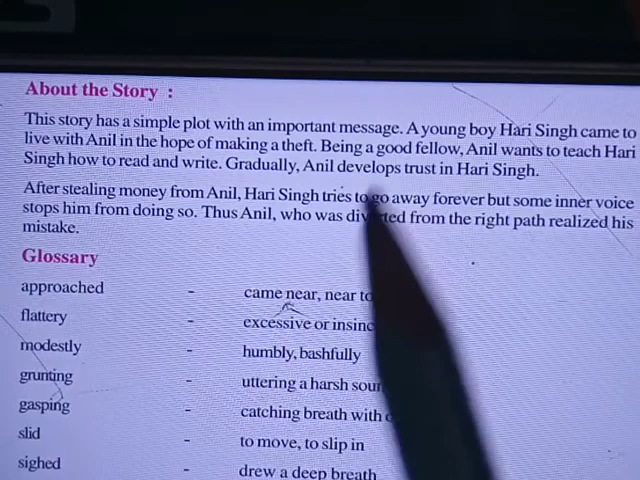 About the Story :
This story has a simple plot with an important message. A young boy Hari Singh came to
live with Anil in the hope of making a theft. Being a good fellow, Anil wants to teach Hari
Singh how to read and write. Gradually, Anil develops trust in Hari Singh.
After stealing money from Anil, Hari Singh tries to go away forever but some inner voice
stops him from doing so. Thus Anil, who was diverted from the right path realized his
mistake.
Glossary
approached - came near, near to
flattery - excessive or
modestly - humbly, bashfully
grunting - uttering a harsh
gasping - catching breath with
slid - to move, to slip in
sighed - drew a deep breath